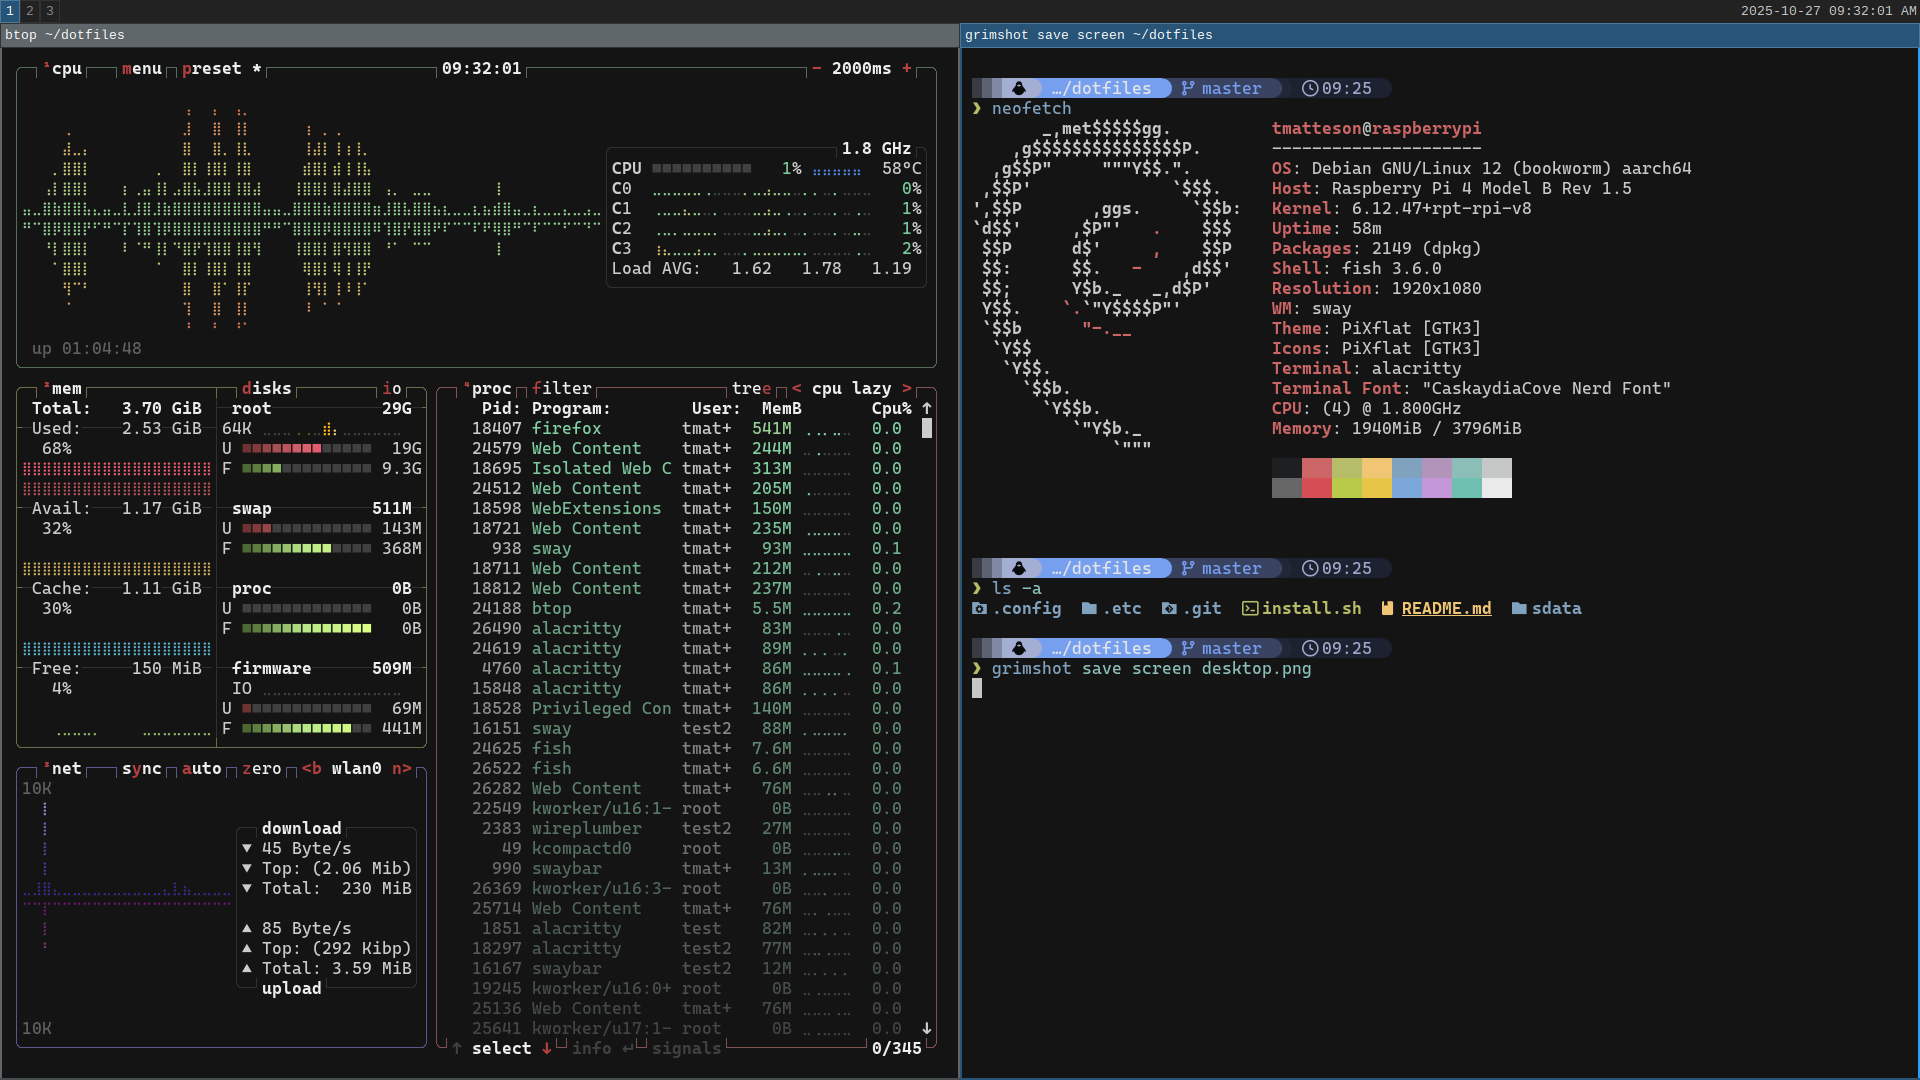 1 2 3
2025-10-27 09:32:01 AM
btop ~/dotfiles
¹cpu menu preset * 09:32:01 - 2000ms +
1.8 GHz
CPU 1% 58°C
C0 0%
C1 1%
C2 1%
C3 2%
Load AVG: 1.62 1.78 1.19
up 01:04:48
²mem disks io
Total: 3.70 GiB root 29G
Used: 2.53 GiB 64K
68% U 19G
F 9.3G
Avail: 1.17 GiB swap 511M
32% U 143M
F 368M
Cache: 1.11 GiB proc 0B
30% U 0B
F 0B
Free: 150 MiB firmware 509M
4% IO
U 69M
F 441M
³net sync auto zero <b wlan0 n>
10K
download
▼ 45 Byte/s
▼ Top: (2.06 Mib)
▼ Total: 230 MiB
▲ 85 Byte/s
▲ Top: (292 Kibp)
▲ Total: 3.59 MiB
upload
10K
⁴proc filter tree < cpu lazy >
Pid: Program: User: MemB Cpu% ↑
18407 firefox tmat+ 541M 0.0
24579 Web Content tmat+ 244M 0.0
18695 Isolated Web C tmat+ 313M 0.0
24512 Web Content tmat+ 205M 0.0
18598 WebExtensions tmat+ 150M 0.0
18721 Web Content tmat+ 235M 0.0
938 sway tmat+ 93M 0.1
18711 Web Content tmat+ 212M 0.0
18812 Web Content tmat+ 237M 0.0
24188 btop tmat+ 5.5M 0.2
26490 alacritty tmat+ 83M 0.0
24619 alacritty tmat+ 89M 0.0
4760 alacritty tmat+ 86M 0.1
15848 alacritty tmat+ 86M 0.0
18528 Privileged Con tmat+ 140M 0.0
16151 sway test2 88M 0.0
24625 fish tmat+ 7.6M 0.0
26522 fish tmat+ 6.6M 0.0
26282 Web Content tmat+ 76M 0.0
22549 kworker/u16:1- root 0B 0.0
2383 wireplumber test2 27M 0.0
49 kcompactd0 root 0B 0.0
990 swaybar tmat+ 13M 0.0
26369 kworker/u16:3- root 0B 0.0
25714 Web Content tmat+ 76M 0.0
1851 alacritty test 82M 0.0
18297 alacritty test2 77M 0.0
16167 swaybar test2 12M 0.0
19245 kworker/u16:0+ root 0B 0.0
25136 Web Content tmat+ 76M 0.0
25641 kworker/u17:1- root 0B 0.0 ↓
↑ select ↓ info ↵ signals 0/345
grimshot save screen ~/dotfiles
…/dotfiles master 09:25
❯ neofetch
_,met$$$$$gg. tmatteson@raspberrypi
,g$$$$$$$$$$$$$$$P. ---------------------
,g$$P" """Y$$.". OS: Debian GNU/Linux 12 (bookworm) aarch64
,$$P' `$$$. Host: Raspberry Pi 4 Model B Rev 1.5
',$$P ,ggs. `$$b: Kernel: 6.12.47+rpt-rpi-v8
`d$$' ,$P"' . $$$ Uptime: 58m
$$P d$' , $$P Packages: 2149 (dpkg)
$$: $$. - ,d$$' Shell: fish 3.6.0
$$; Y$b._ _,d$P' Resolution: 1920x1080
Y$$. `.`"Y$$$$P"' WM: sway
`$$b "-.__ Theme: PiXflat [GTK3]
`Y$$ Icons: PiXflat [GTK3]
`Y$$. Terminal: alacritty
`$$b. Terminal Font: "CaskaydiaCove Nerd Font"
`Y$$b. CPU: (4) @ 1.800GHz
`"Y$b._ Memory: 1940MiB / 3796MiB
`"""
…/dotfiles master 09:25
❯ ls -a
.config .etc .git install.sh README.md sdata
…/dotfiles master 09:25
❯ grimshot save screen desktop.png